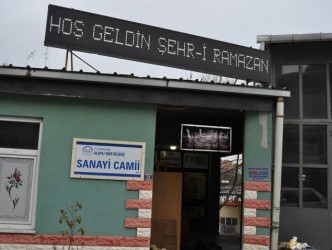 HOŞ GELDİN ŞEHR-İ RAMAZAN
SANAYİ CAMİİ